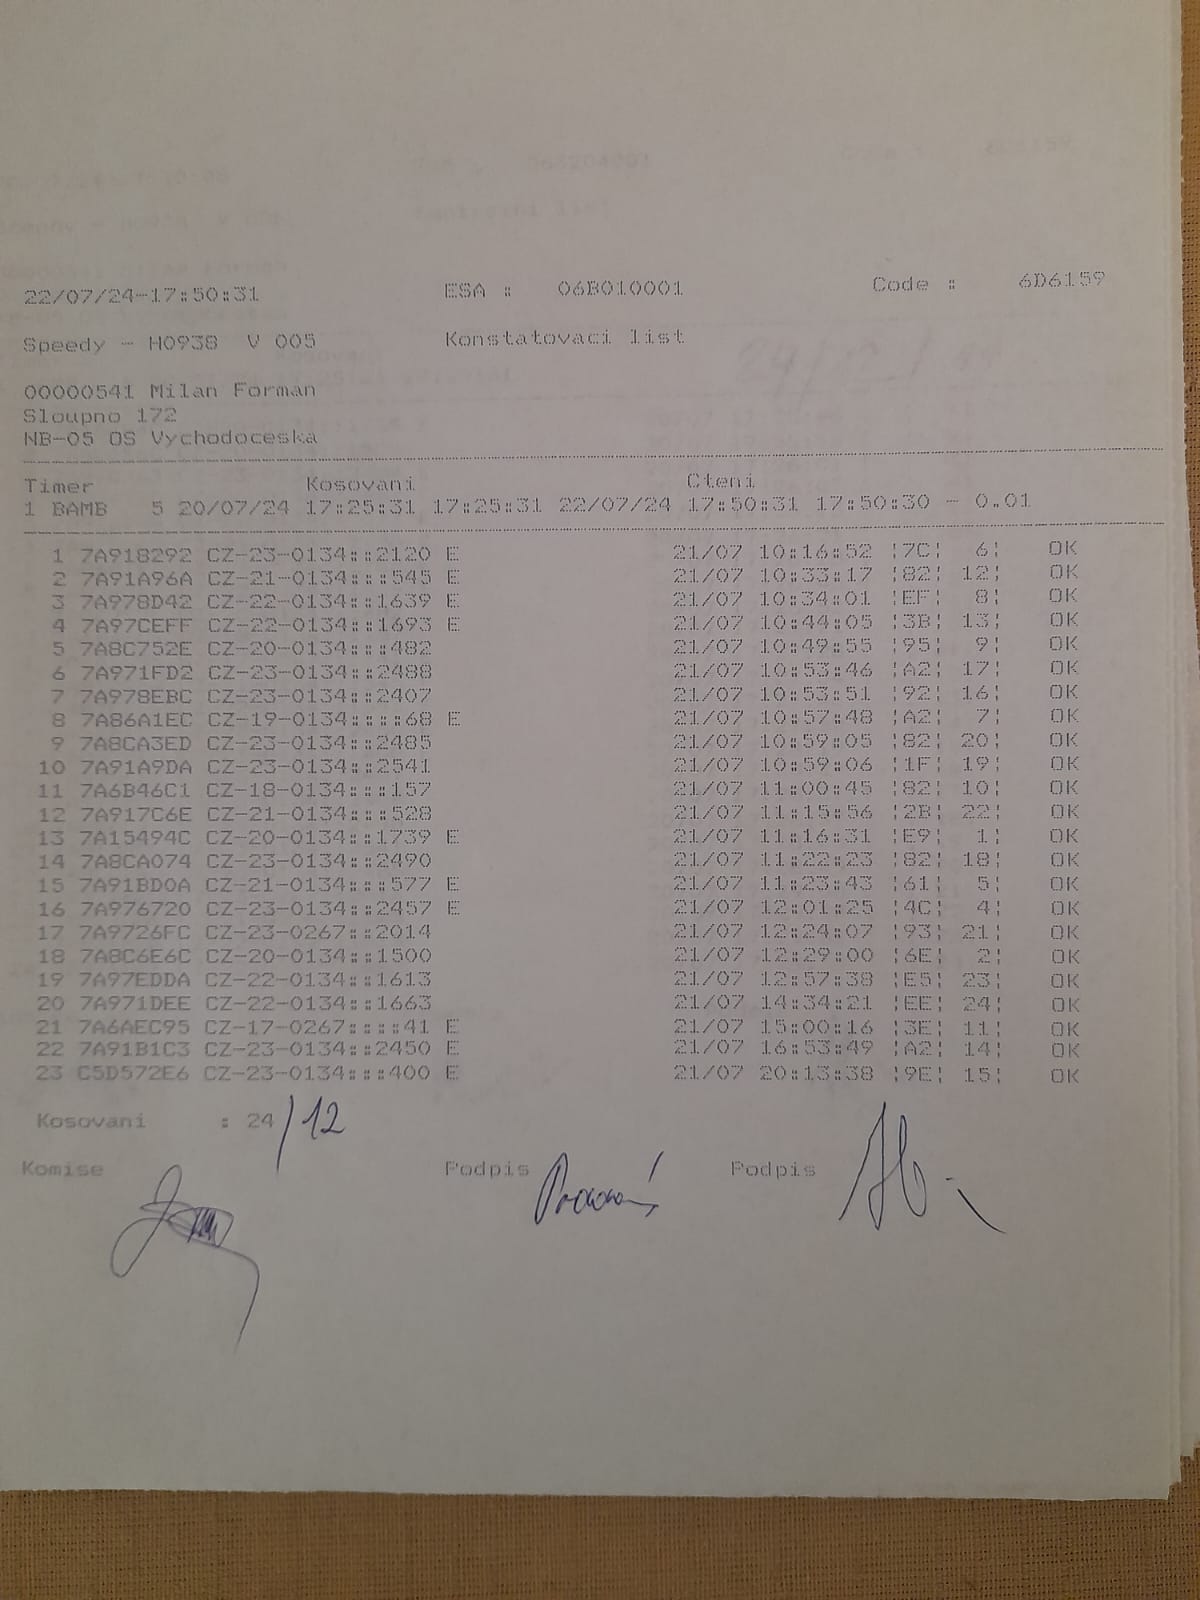 22/07/24-17:50:31 ESA : 06B010001 Code : 6D6159
Speedy - H0938 V 005 Konstatovaci list
00000541 Milan Forman
Sloupno 172
NB-05 OS Vychodoceska
Timer Kosovani Cteni
1 BAMB 5 20/07/24 17:25:31 17:25:31 22/07/24 17:50:31 17:50:30 - 0.01
1 7A918292 CZ-23-0134::2120 E 21/07 10:16:52 ¦7C¦ 6¦ OK
2 7A91A96A CZ-21-0134:::545 E 21/07 10:33:17 ¦82¦ 12¦ OK
3 7A978D42 CZ-22-0134::1639 E 21/07 10:34:01 ¦EF¦ 8¦ OK
4 7A97CEFF CZ-22-0134::1693 E 21/07 10:44:05 ¦3B¦ 13¦ OK
5 7A8C752E CZ-20-0134:::482 21/07 10:49:55 ¦95¦ 9¦ OK
6 7A971FD2 CZ-23-0134::2488 21/07 10:53:46 ¦A2¦ 17¦ OK
7 7A978EBC CZ-23-0134::2407 21/07 10:53:51 ¦92¦ 16¦ OK
8 7A86A1EC CZ-19-0134::::68 E 21/07 10:57:48 ¦A2¦ 7¦ OK
9 7A8CA3ED CZ-23-0134::2485 21/07 10:59:05 ¦82¦ 20¦ OK
10 7A91A9DA CZ-23-0134::2541 21/07 10:59:06 ¦1F¦ 19¦ OK
11 7A6B46C1 CZ-18-0134:::157 21/07 11:00:45 ¦82¦ 10¦ OK
12 7A917C6E CZ-21-0134:::528 21/07 11:15:56 ¦2B¦ 22¦ OK
13 7A15494C CZ-20-0134::1739 E 21/07 11:16:31 ¦E9¦ 1¦ OK
14 7A8CA074 CZ-23-0134::2490 21/07 11:22:23 ¦82¦ 18¦ OK
15 7A91BD0A CZ-21-0134:::577 E 21/07 11:23:43 ¦61¦ 5¦ OK
16 7A976720 CZ-23-0134::2457 E 21/07 12:01:25 ¦4C¦ 4¦ OK
17 7A9726FC CZ-23-0267::2014 21/07 12:24:07 ¦93¦ 21¦ OK
18 7A8C6E6C CZ-20-0134::1500 21/07 12:29:00 ¦6E¦ 2¦ OK
19 7A97EDDA CZ-22-0134::1613 21/07 12:57:38 ¦E5¦ 23¦ OK
20 7A971DEE CZ-22-0134::1663 21/07 14:34:21 ¦EE¦ 24¦ OK
21 7A6AEC95 CZ-17-0267::::41 E 21/07 15:00:16 ¦3E¦ 11¦ OK
22 7A91B1C3 CZ-23-0134::2450 E 21/07 16:53:49 ¦A2¦ 14¦ OK
23 C5D572E6 CZ-23-0134:::400 E 21/07 20:13:38 ¦9E¦ 15¦ OK
Kosovani : 24 /12
Komise Podpis Podpis